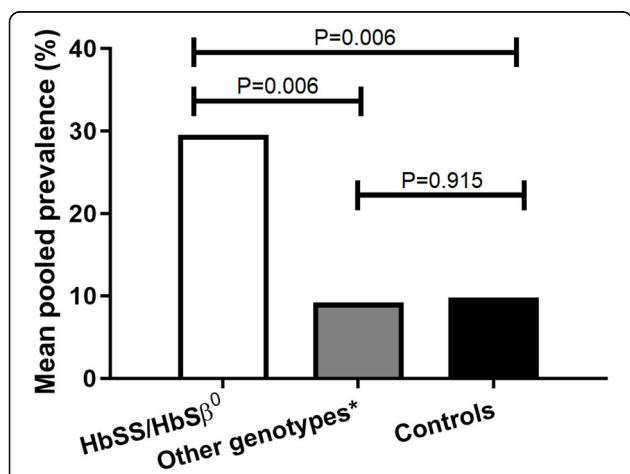 Mean pooled prevalence (%)
40
30
20
10
0
P=0.006
P=0.006
P=0.915
HbSS/HbSβ⁰
Other genotypes*
Controls